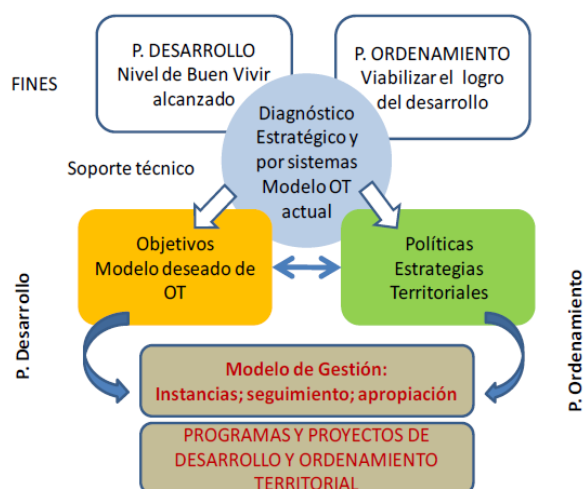 P. DESARROLLO
Nivel de Buen Vivir
alcanzado
P. ORDENAMIENTO
Viabilizar el logro
del desarrollo
FINES
Diagnóstico
Estratégico y
por sistemas
Modelo OT
actual
Soporte técnico
Objetivos
Modelo deseado de
OT
Políticas
Estrategias
Territoriales
P. Desarrollo
P. Ordenamiento
Modelo de Gestión:
Instancias; seguimiento; apropiación
PROGRAMAS Y PROYECTOS DE
DESARROLLO Y ORDENAMIENTO
TERRITORIAL